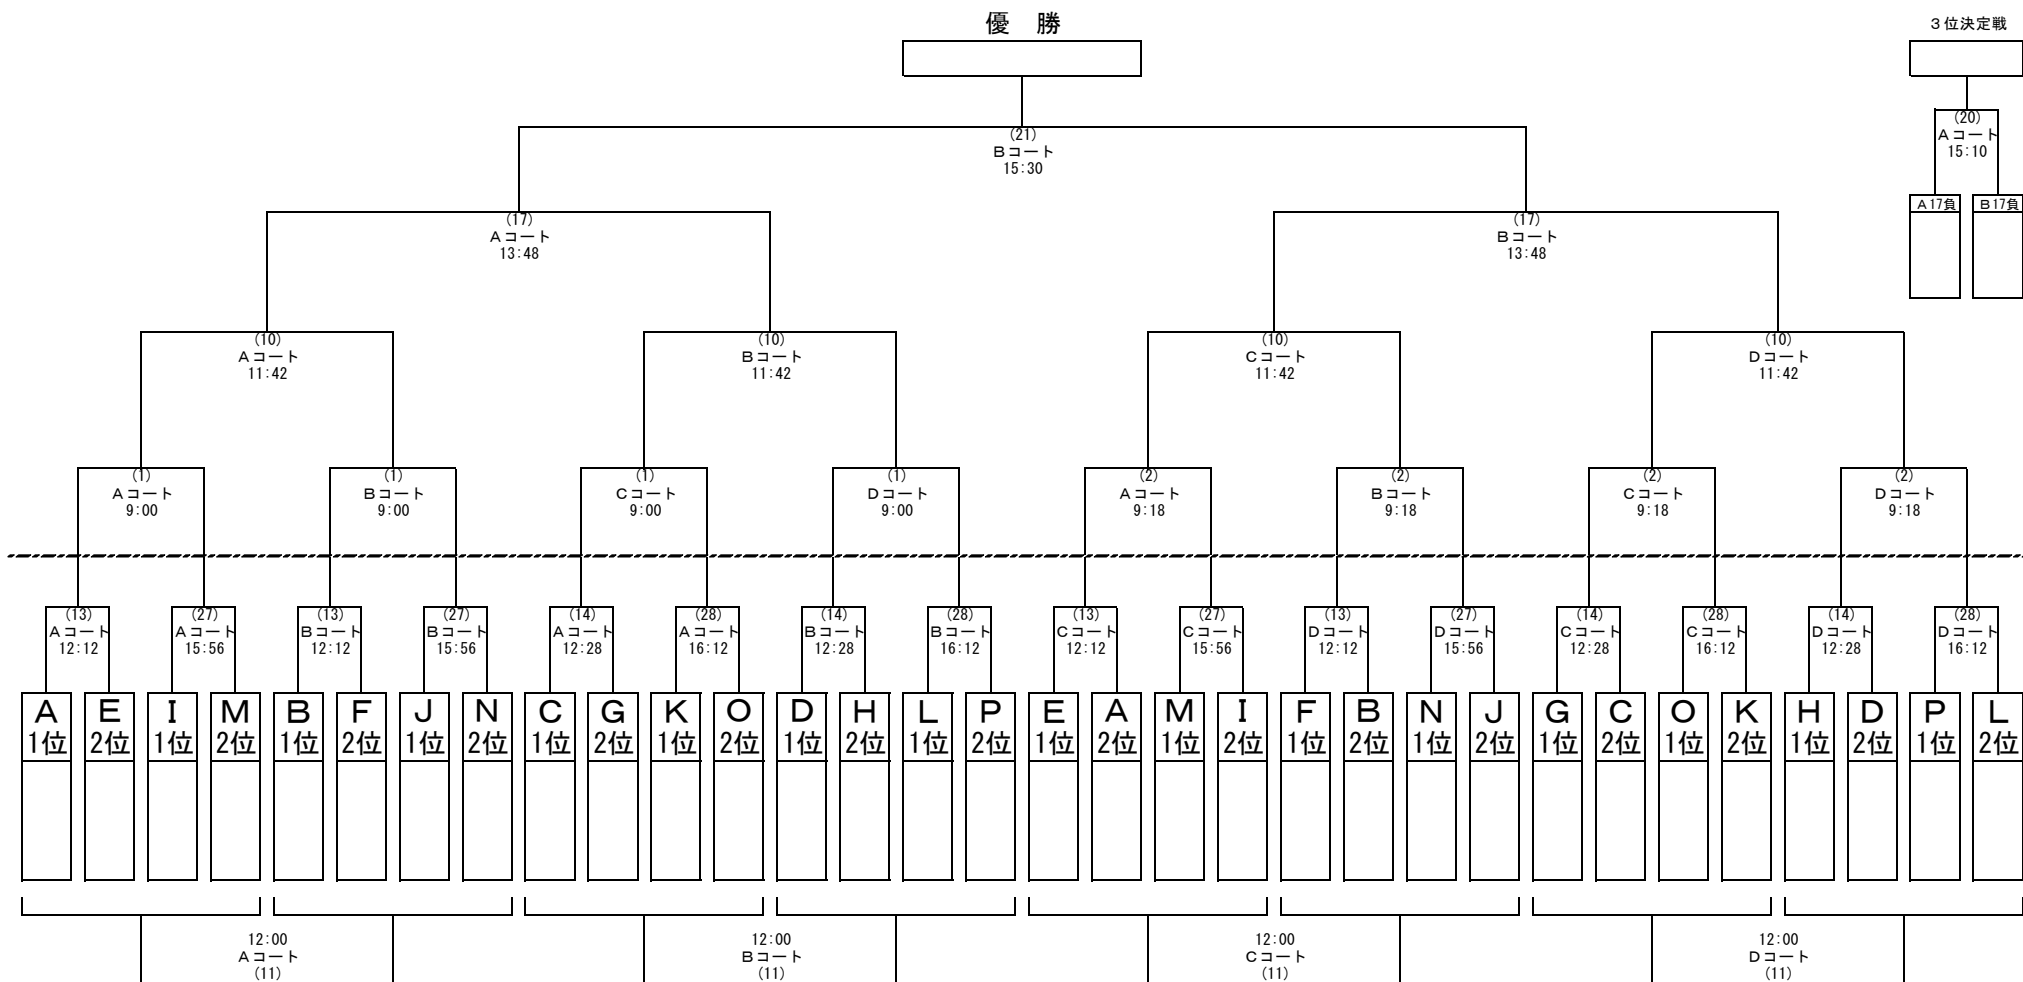 優 勝
３位決定戦
(20)
Aコート
15:10
A17負 B17負
(21)
Bコート
15:30
(17) (17)
Aコート Bコート
13:48 13:48
(10) (10) (10) (10)
Aコート Bコート Cコート Dコート
11:42 11:42 11:42 11:42
(1) (1) (1) (1) (2) (2) (2) (2)
Aコート Bコート Cコート Dコート Aコート Bコート Cコート Dコート
9:00 9:00 9:00 9:00 9:18 9:18 9:18 9:18
(13) (27) (13) (27) (14) (28) (14) (28) (13) (27) (13) (27) (14) (28) (14) (28)
Aコート Aコート Bコート Bコート Aコート Aコート Bコート Bコート Cコート Cコート Dコート Dコート Cコート Cコート Dコート Dコート
12:12 15:56 12:12 15:56 12:28 16:12 12:28 16:12 12:12 15:56 12:12 15:56 12:28 16:12 12:28 16:12
A E I M B F J N C G K O D H L P E A M I F B N J G C O K H D P L
1位 2位 1位 2位 1位 2位 1位 2位 1位 2位 1位 2位 1位 2位 1位 2位 1位 2位 1位 2位 1位 2位 1位 2位 1位 2位 1位 2位 1位 2位 1位 2位
12:00 12:00 12:00 12:00
Aコート Bコート Cコート Dコート
(11) (11) (11) (11)